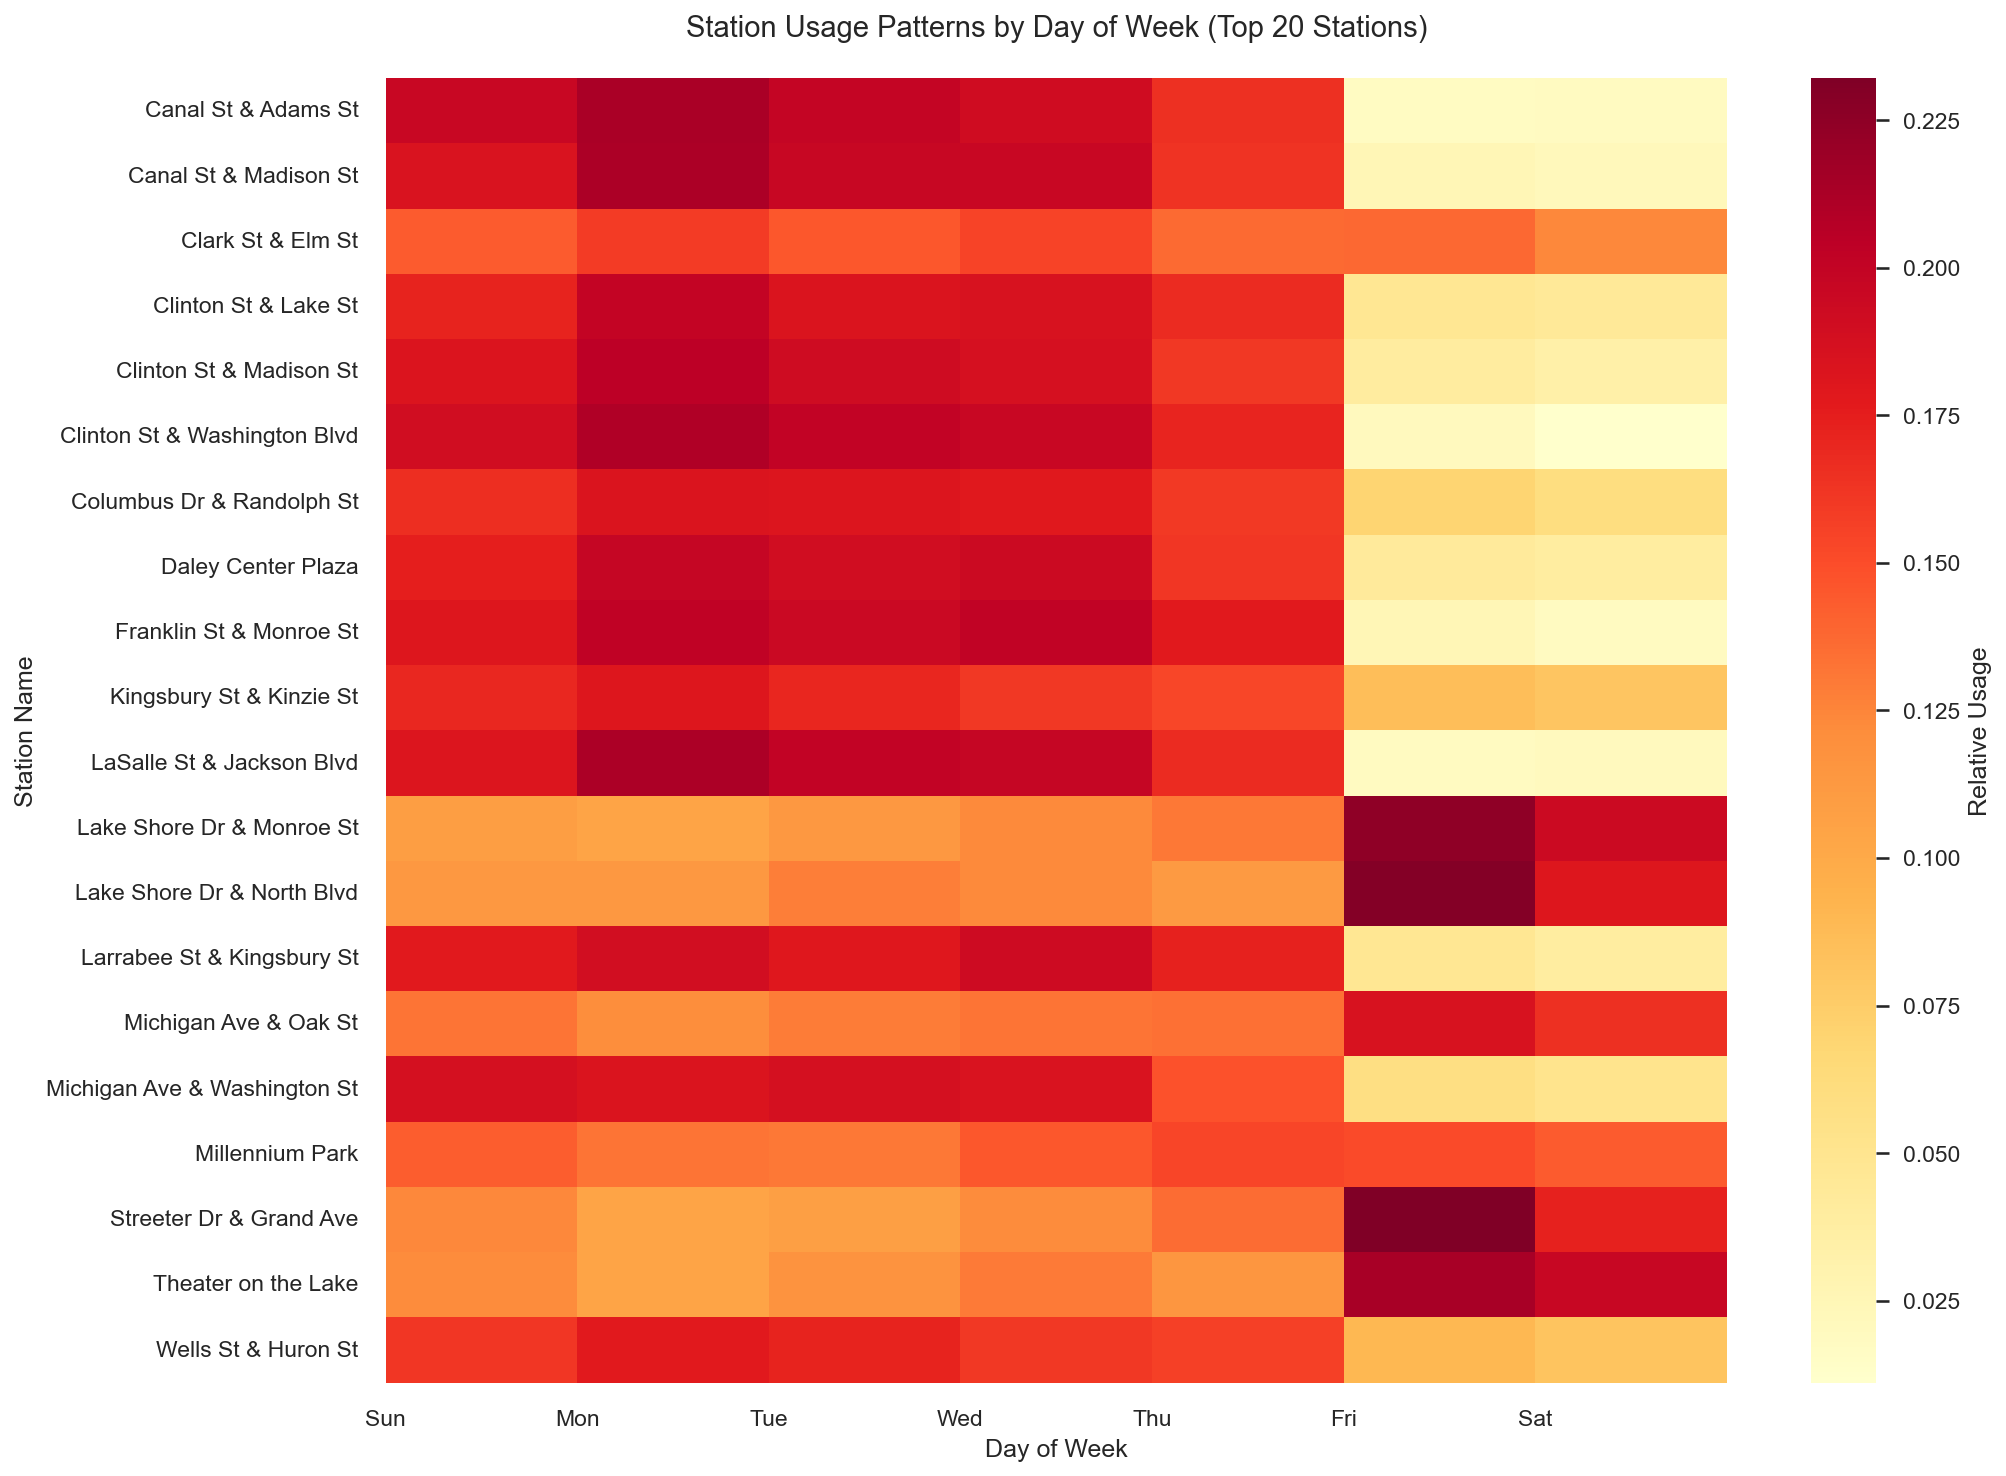 Station Usage Patterns by Day of Week (Top 20 Stations)
Station Name
Canal St & Adams St
Canal St & Madison St
Clark St & Elm St
Clinton St & Lake St
Clinton St & Madison St
Clinton St & Washington Blvd
Columbus Dr & Randolph St
Daley Center Plaza
Franklin St & Monroe St
Kingsbury St & Kinzie St
LaSalle St & Jackson Blvd
Lake Shore Dr & Monroe St
Lake Shore Dr & North Blvd
Larrabee St & Kingsbury St
Michigan Ave & Oak St
Michigan Ave & Washington St
Millennium Park
Streeter Dr & Grand Ave
Theater on the Lake
Wells St & Huron St
Sun Mon Tue Wed Thu Fri Sat
Day of Week
0.225
0.200
0.175
0.150
0.125
0.100
0.075
0.050
0.025
Relative Usage